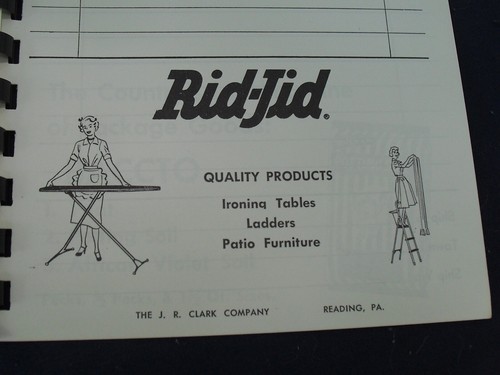 Rid-Jid®
QUALITY PRODUCTS
Ironing Tables
Ladders
Patio Furniture
THE J. R. CLARK COMPANY READING, PA.